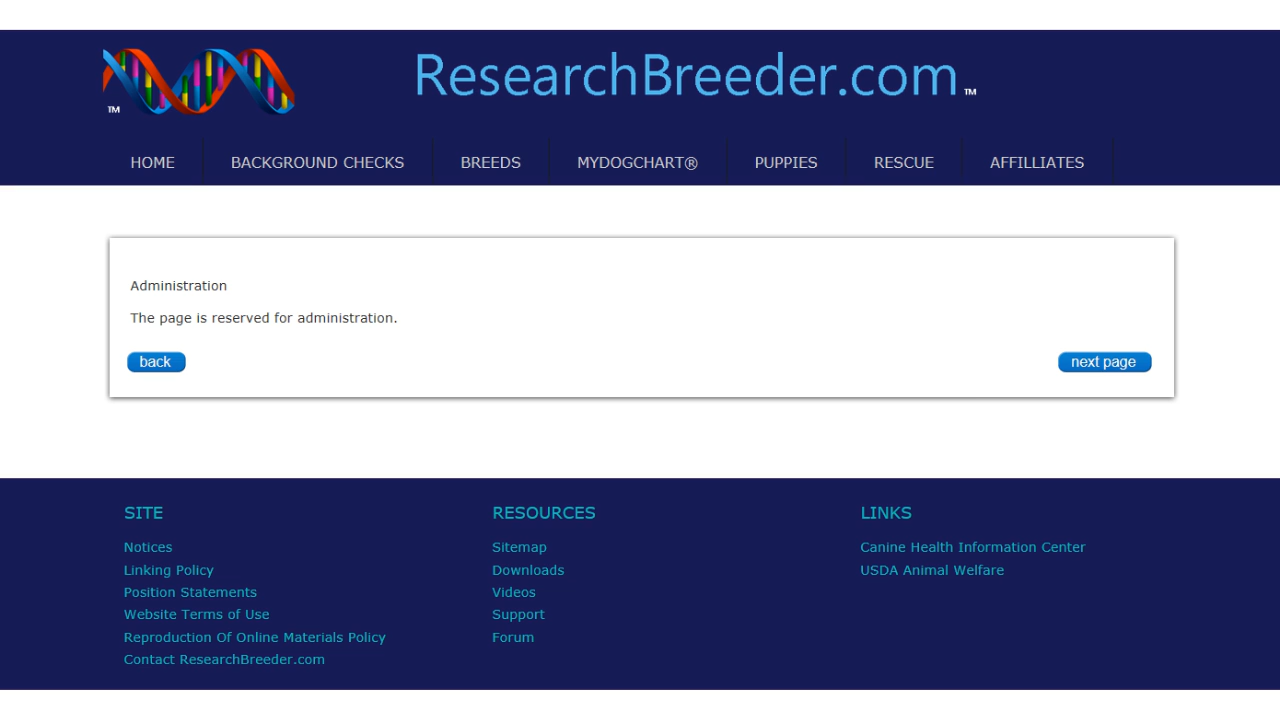 ResearchBreeder.com ™
™
HOME BACKGROUND CHECKS BREEDS MYDOGCHART® PUPPIES RESCUE AFFILLIATES
Administration
The page is reserved for administration.
back next page
SITE
Notices
Linking Policy
Position Statements
Website Terms of Use
Reproduction Of Online Materials Policy
Contact ResearchBreeder.com
RESOURCES
Sitemap
Downloads
Videos
Support
Forum
LINKS
Canine Health Information Center
USDA Animal Welfare